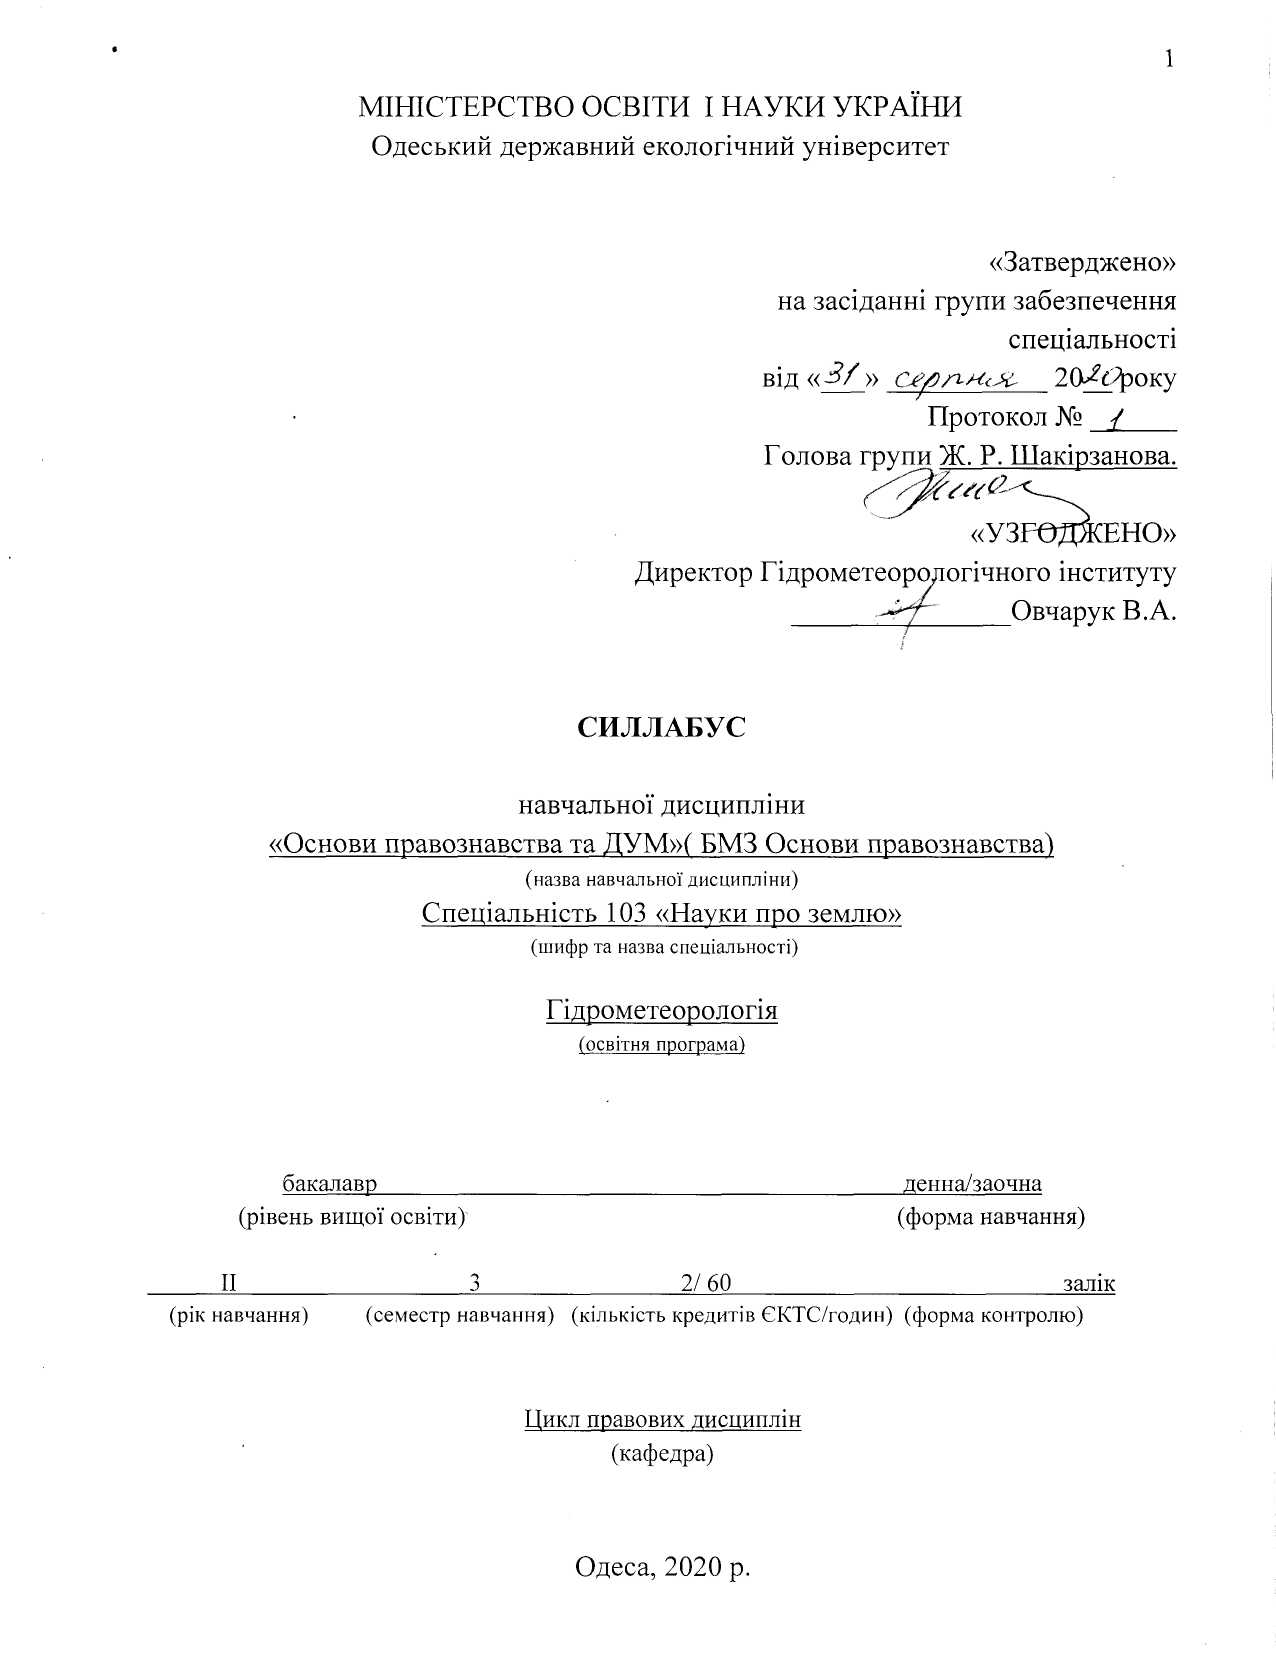 1
МІНІСТЕРСТВО ОСВІТИ І НАУКИ УКРАЇНИ
Одеський державний екологічний університет
«Затверджено»
на засіданні групи забезпечення
спеціальності
від «31» серпня 2020року
Протокол № 1
Голова групи Ж. Р. Шакірзанова.
«УЗГОДЖЕНО»
Директор Гідрометеорологічного інституту
Овчарук В.А.
СИЛЛАБУС
навчальної дисципліни
«Основи правознавства та ДУМ»( БМЗ Основи правознавства)
(назва навчальної дисципліни)
Спеціальність 103 «Науки про землю»
(шифр та назва спеціальності)
Гідрометеорологія
(освітня програма)
бакалавр денна/заочна
(рівень вищої освіти) (форма навчання)
ІІ 3 2/ 60 залік
(рік навчання) (семестр навчання) (кількість кредитів ЄКТС/годин) (форма контролю)
Цикл правових дисциплін
(кафедра)
Одеса, 2020 р.